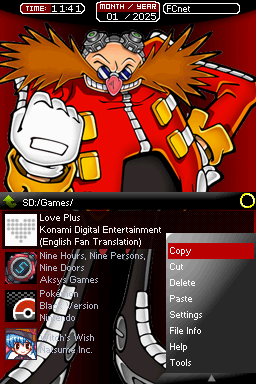 TIME: 11:41
MONTH / YEAR
01 / 2025
FCnet
SD:/Games/
Love Plus
Konami Digital Entertainment
(English Fan Translation)
Nine Hours, Nine Persons,
Nine Doors
Aksys Games
Black Version
Nintendo
Wish
Natsume Inc.
Copy
Cut
Delete
Paste
Settings
File Info
Help
Tools